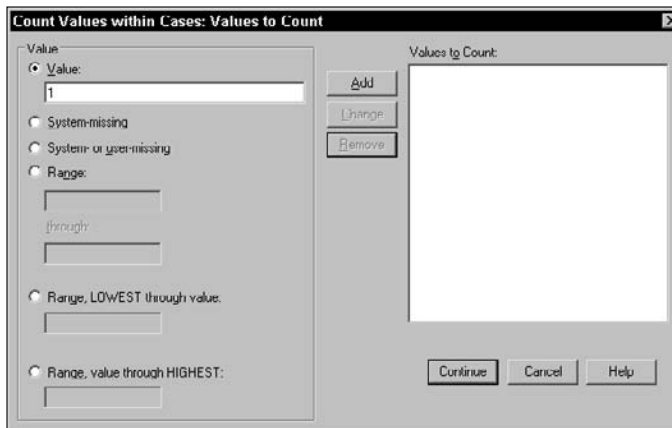 Count Values within Cases: Values to Count
Value
Value:
1
System-missing
System- or user-missing
Range:
through:
Range, LOWEST through value.
Range, value through HIGHEST:
Add
Change
Remove
Values to Count:
Continue
Cancel
Help